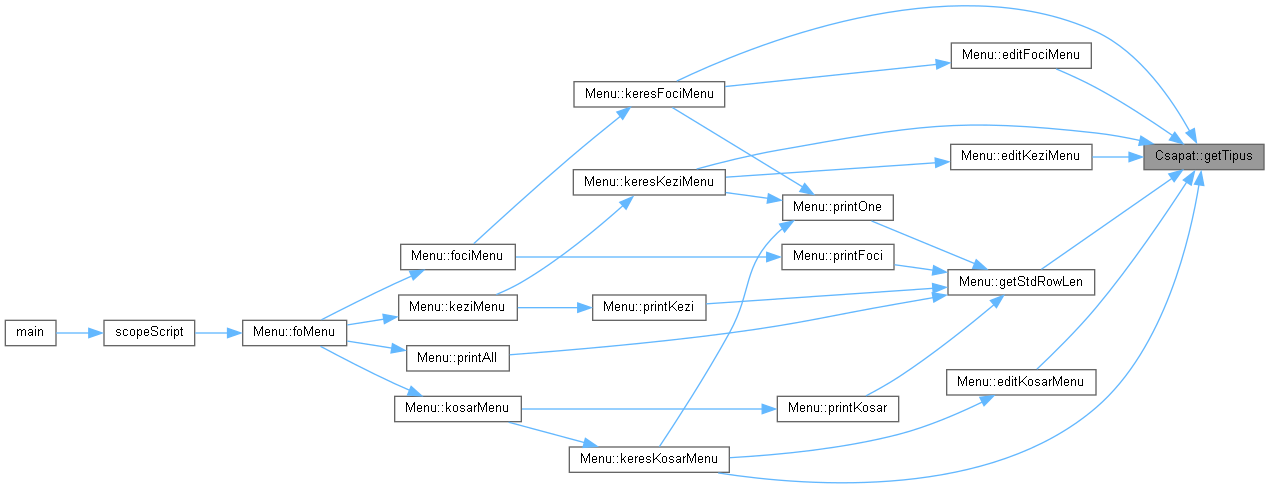 Menu::editFociMenu
Menu::keresFociMenu
Csapat::getTipus
Menu::editKeziMenu
Menu::keresKeziMenu
Menu::printOne
Menu::fociMenu
Menu::printFoci
Menu::getStdRowLen
Menu::keziMenu
Menu::printKezi
main
scopeScript
Menu::foMenu
Menu::printAll
Menu::editKosarMenu
Menu::kosarMenu
Menu::printKosar
Menu::keresKosarMenu